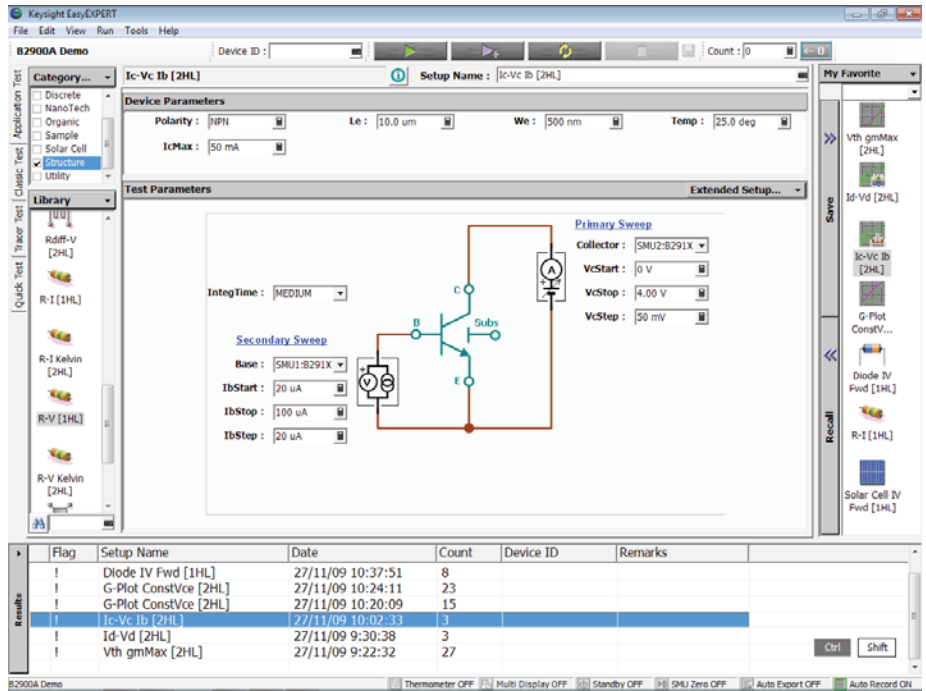 Keysight EasyEXPERT
File Edit View Run Tools Help
B2900A Demo Device ID : Count : 0 0
Application Test
Classic Test
Tracer Test
Quick Test
Category...
Discrete
NanoTech
Organic
Sample
Solar Cell
Structure
Utility
Library
Rdiff-V
[2HL]
R-I [1HL]
R-I Kelvin
[2HL]
R-V [1HL]
R-V Kelvin
[2HL]
Ic-Vc Ib [2HL] Setup Name : Ic-Vc Ib [2HL]
Device Parameters
Polarity : NPN Le : 10.0 um We : 500 nm Temp : 25.0 deg
IcMax : 50 mA
Test Parameters Extended Setup...
IntegTime : MEDIUM
Secondary Sweep
Base : SMU1:B291X
IbStart : 20 uA
IbStop : 100 uA
IbStep : 20 uA
B
C
E
Subs
A
V
Primary Sweep
Collector : SMU2:B291X
VcStart : 0 V
VcStop : 4.00 V
VcStep : 50 mV
Save
Recall
My Favorite
Vth gmMax
[2HL]
Id-Vd [2HL]
Ic-Vc Ib
[2HL]
G-Plot
ConstV...
Diode IV
Fwd [1HL]
R-I [1HL]
Solar Cell IV
Fwd [1HL]
Results
Flag Setup Name Date Count Device ID Remarks
! Diode IV Fwd [1HL] 27/11/09 10:37:51 8
! G-Plot ConstVce [2HL] 27/11/09 10:24:11 23
! G-Plot ConstVce [2HL] 27/11/09 10:20:09 15
! Ic-Vc Ib [2HL] 27/11/09 10:02:33 3
! Id-Vd [2HL] 27/11/09 9:30:38 3
! Vth gmMax [2HL] 27/11/09 9:22:32 27
Ctrl Shift
B2900A Demo Thermometer OFF Multi Display OFF Standby OFF SMU Zero OFF Auto Export OFF Auto Record ON